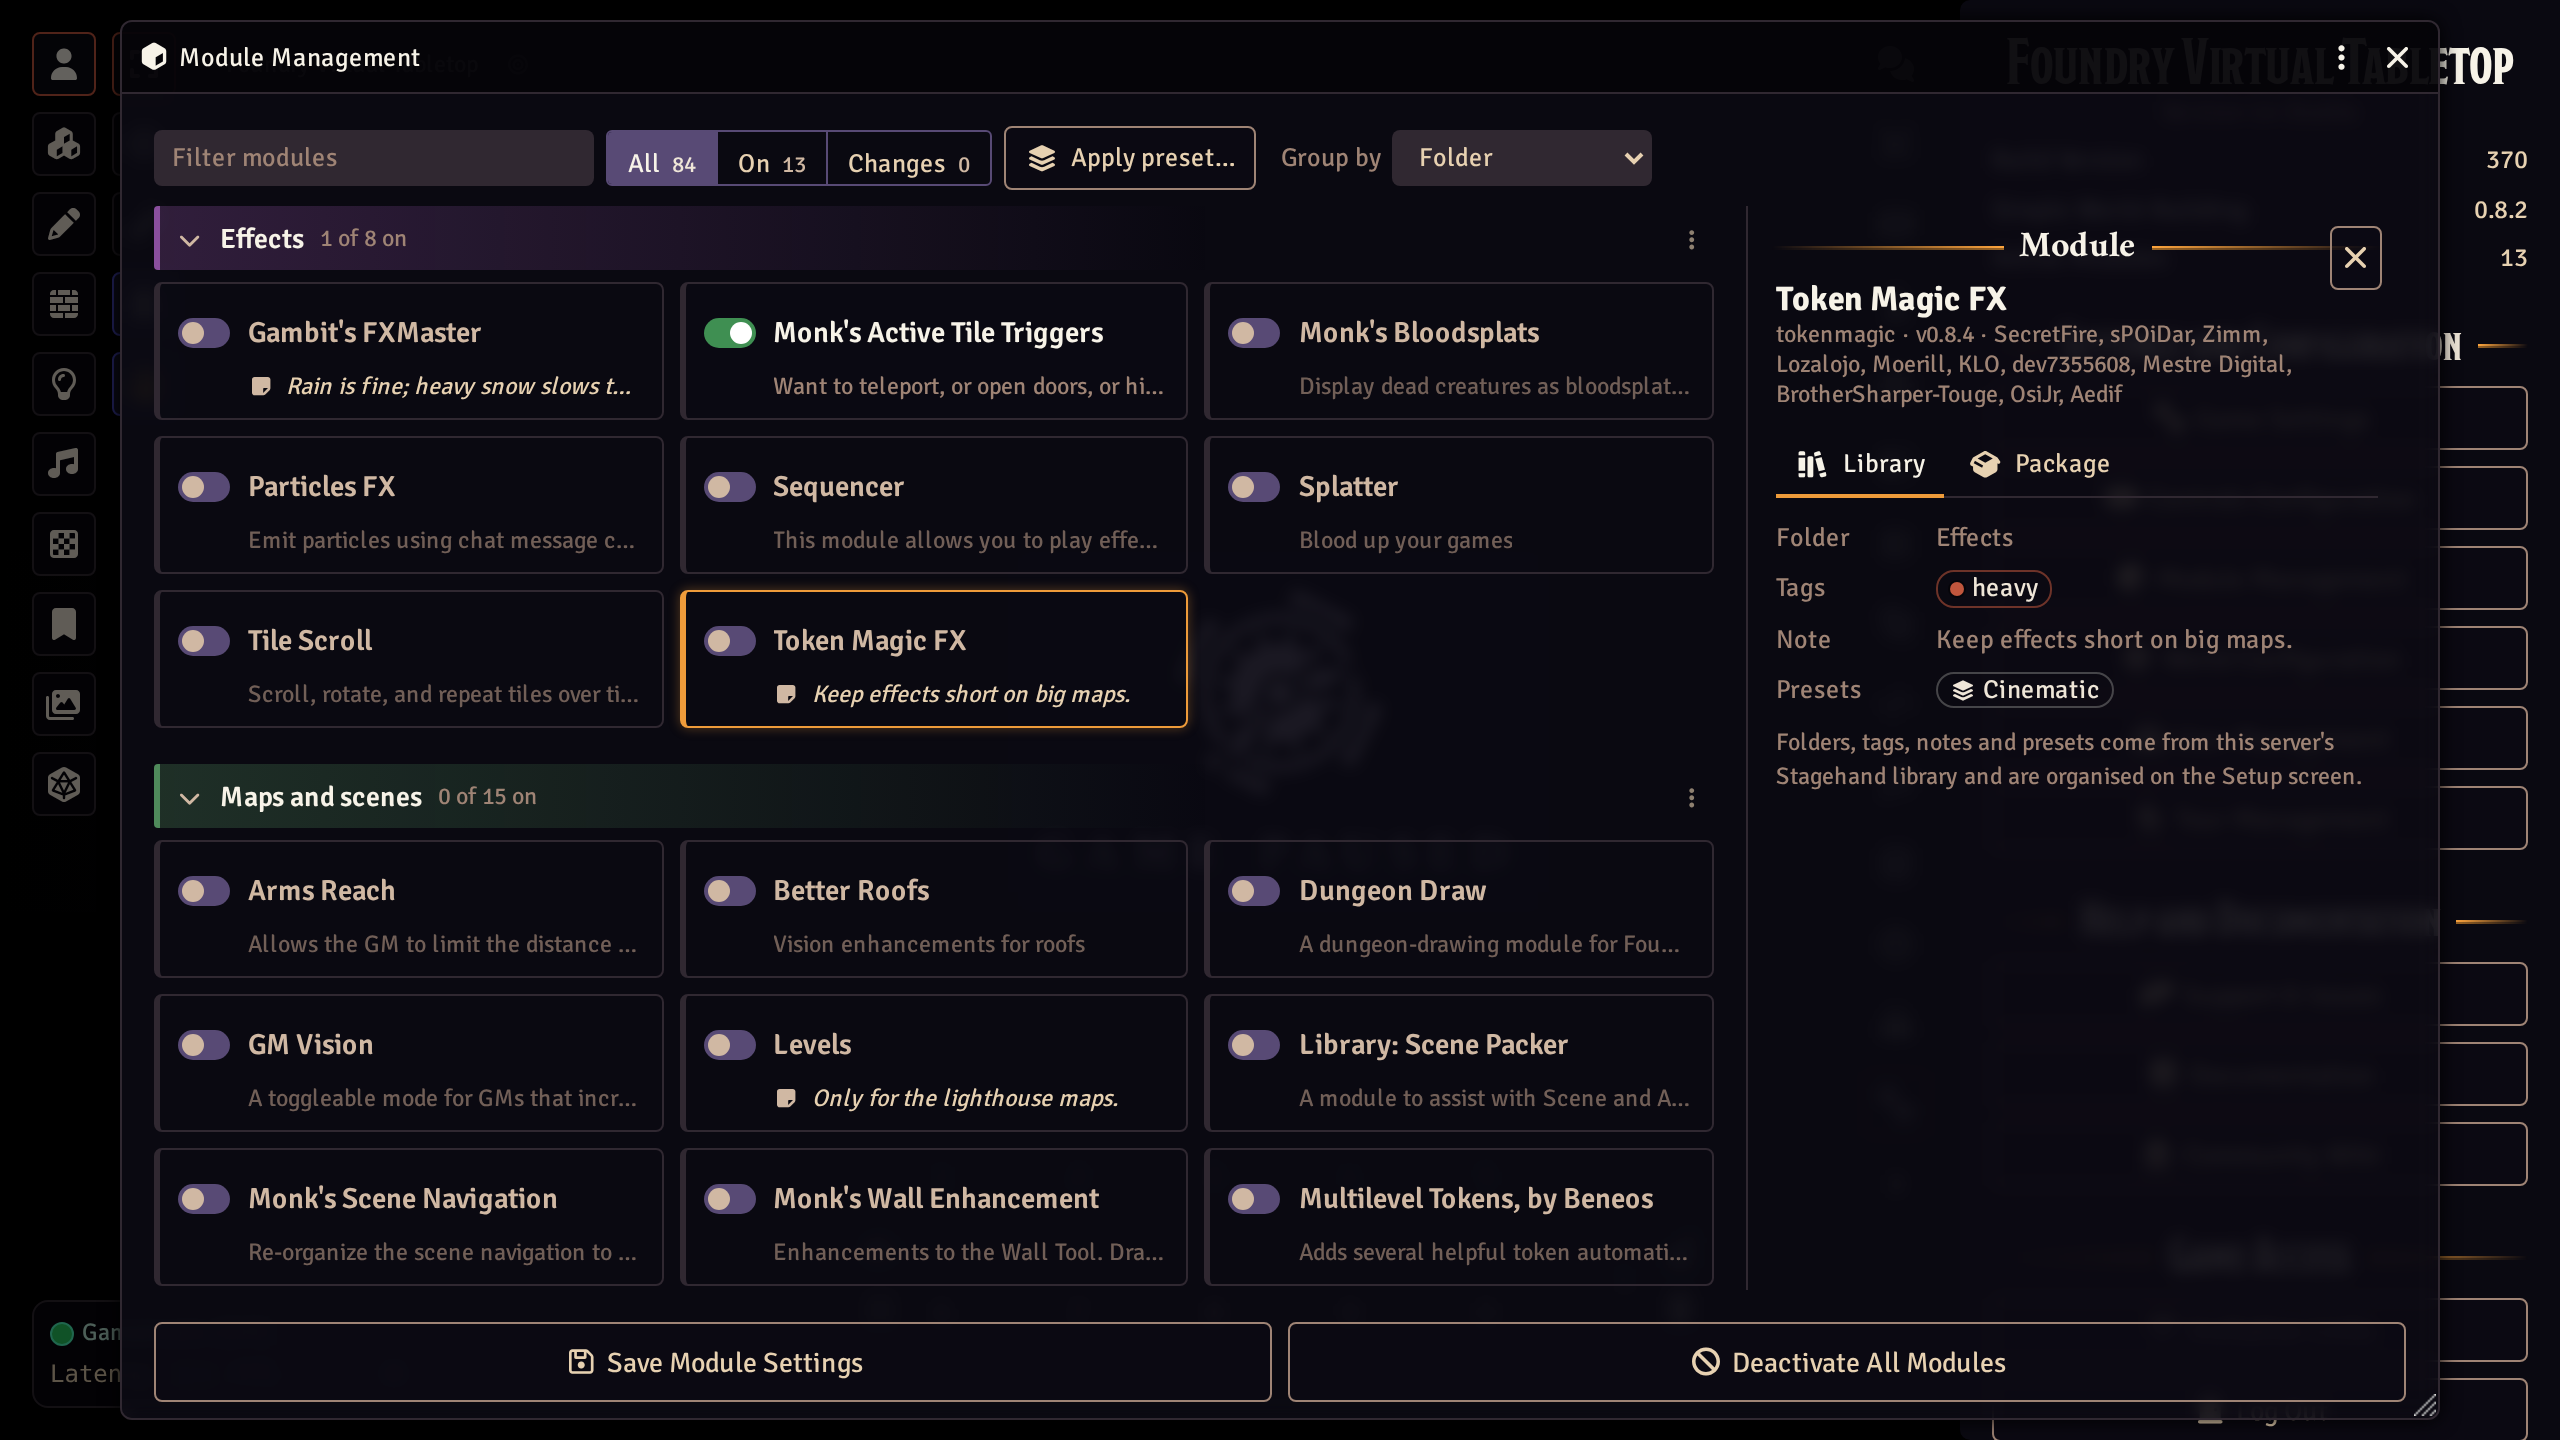 Module Management
FOUNDRY VIRTUAL TABLETOP
Filter modules
All 84
On 13
Changes 0
Apply preset...
Group by
Folder
370
0.8.2
13
Effects 1 of 8 on
Gambit's FXMaster
Rain is fine; heavy snow slows t...
Monk's Active Tile Triggers
Want to teleport, or open doors, or hi...
Monk's Bloodsplats
Display dead creatures as bloodsplat...
Particles FX
Emit particles using chat message c...
Sequencer
This module allows you to play effe...
Splatter
Blood up your games
Tile Scroll
Scroll, rotate, and repeat tiles over ti...
Token Magic FX
Keep effects short on big maps.
Maps and scenes 0 of 15 on
Arms Reach
Allows the GM to limit the distance ...
Better Roofs
Vision enhancements for roofs
Dungeon Draw
A dungeon-drawing module for Fou...
GM Vision
A toggleable mode for GMs that incr...
Levels
Only for the lighthouse maps.
Library: Scene Packer
A module to assist with Scene and A...
Monk's Scene Navigation
Re-organize the scene navigation to ...
Monk's Wall Enhancement
Enhancements to the Wall Tool. Dra...
Multilevel Tokens, by Beneos
Adds several helpful token automati...
Module
Token Magic FX
tokenmagic · v0.8.4 · SecretFire, sPOiDar, Zimm,
Lozalojo, Moerill, KLO, dev7355608, Mestre Digital,
BrotherSharper-Touge, OsiJr, Aedif
Library
Package
Folder Effects
Tags heavy
Note Keep effects short on big maps.
Presets Cinematic
Folders, tags, notes and presets come from this server's
Stagehand library and are organised on the Setup screen.
Save Module Settings
Deactivate All Modules
Log Out